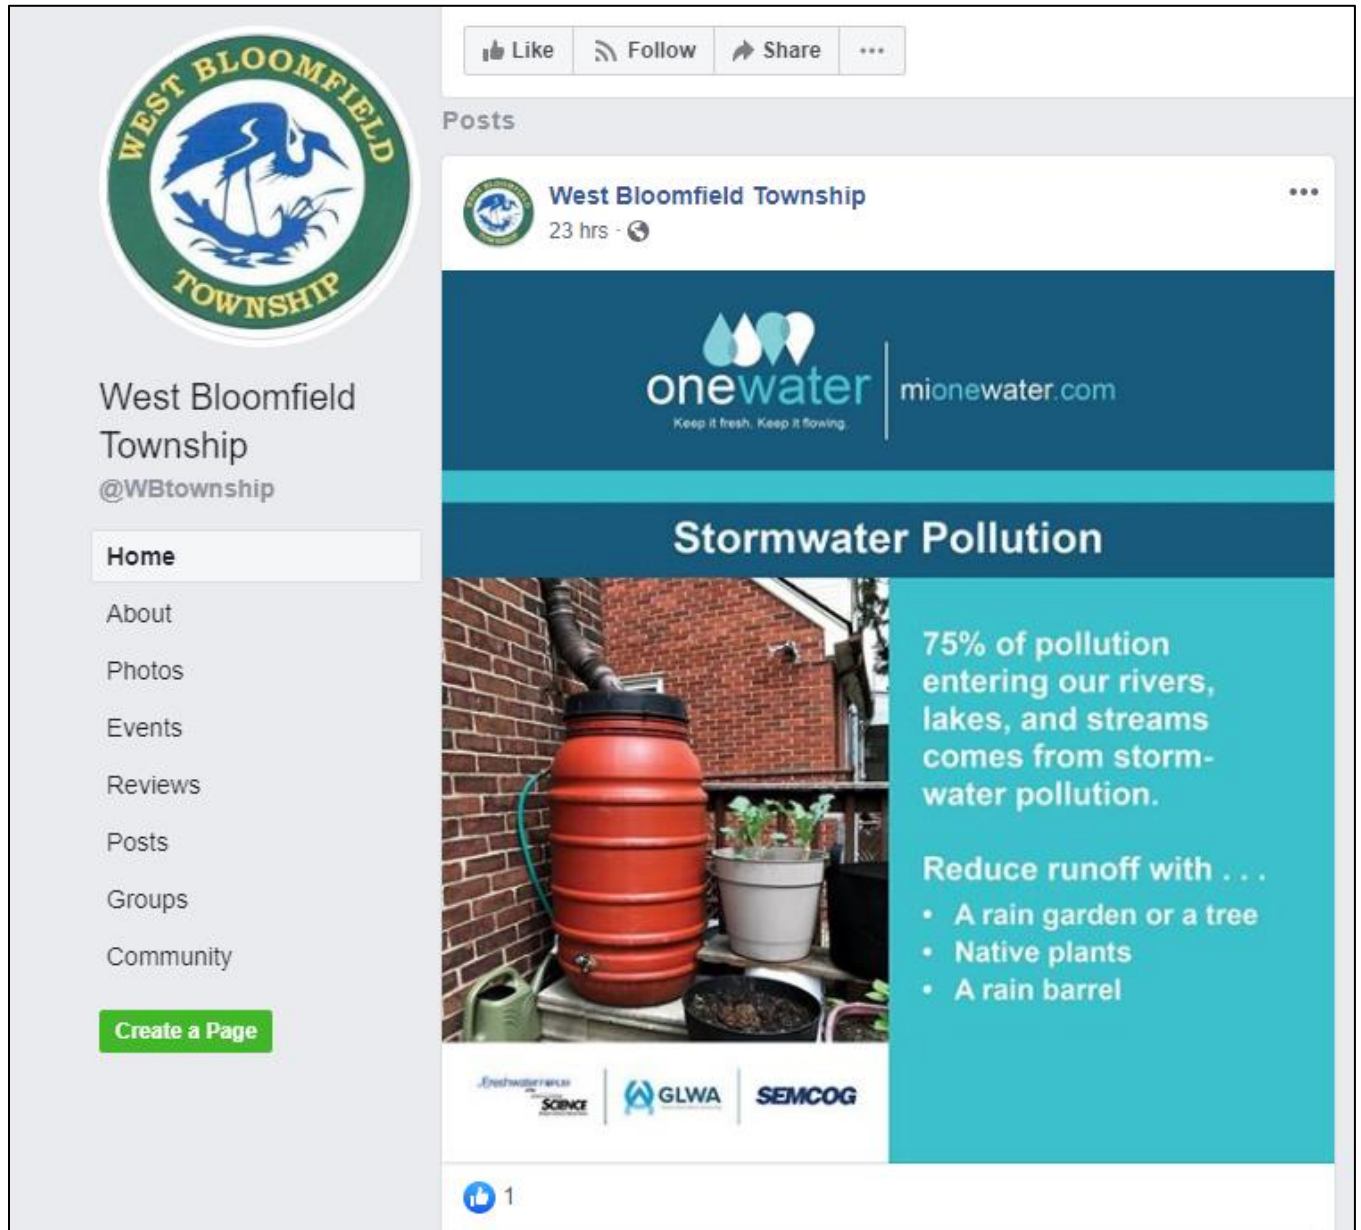 WEST BLOOMFIELD
TOWNSHIP
West Bloomfield
Township
@WBtownship
Home
About
Photos
Events
Reviews
Posts
Groups
Community
Create a Page
Like
Follow
Share
Posts
West Bloomfield Township
23 hrs ·
onewater
Keep it fresh. Keep it flowing.
mionewater.com
Stormwater Pollution
75% of pollution
entering our rivers,
lakes, and streams
comes from storm-
water pollution.
Reduce runoff with . . .
• A rain garden or a tree
• Native plants
• A rain barrel
SCIENCE
GLWA
SEMCOG
1